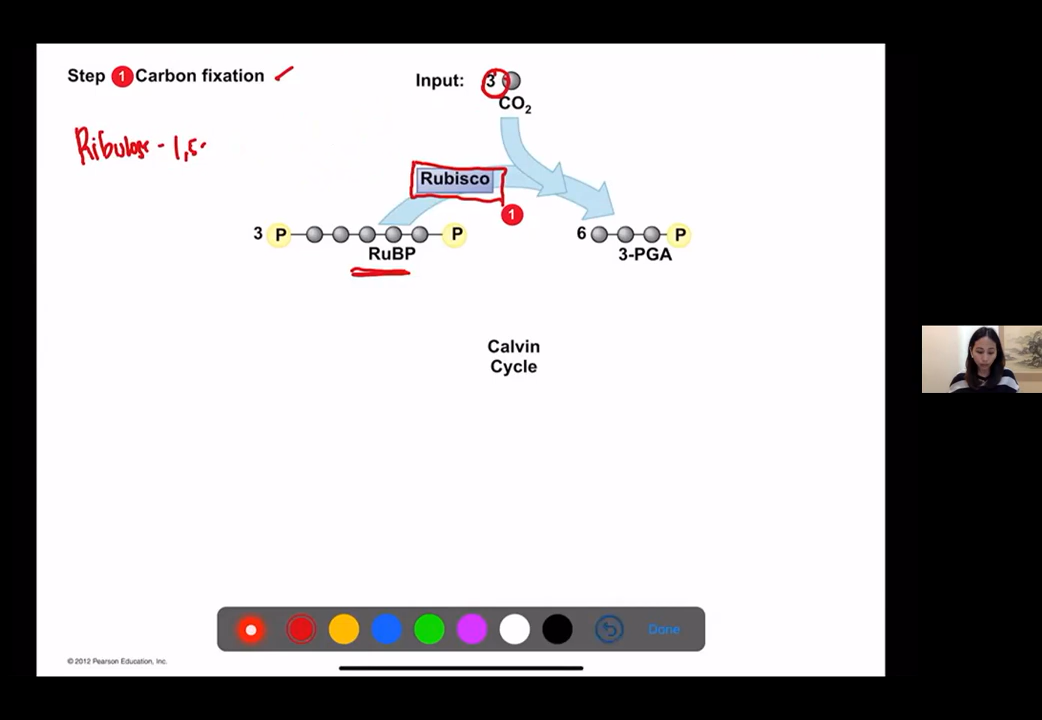 Step 1 Carbon fixation
Input: 3
CO₂
Ribulose - 1,5-
Rubisco
1
3 P P
RuBP
6 P
3-PGA
Calvin
Cycle
Done
© 2012 Pearson Education, Inc.